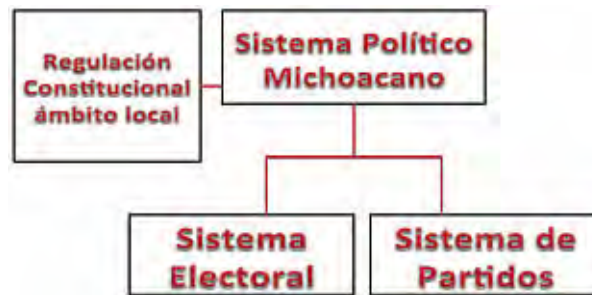 Regulación
Constitucional
ámbito local
Sistema Político
Michoacano
Sistema
Electoral
Sistema de
Partidos